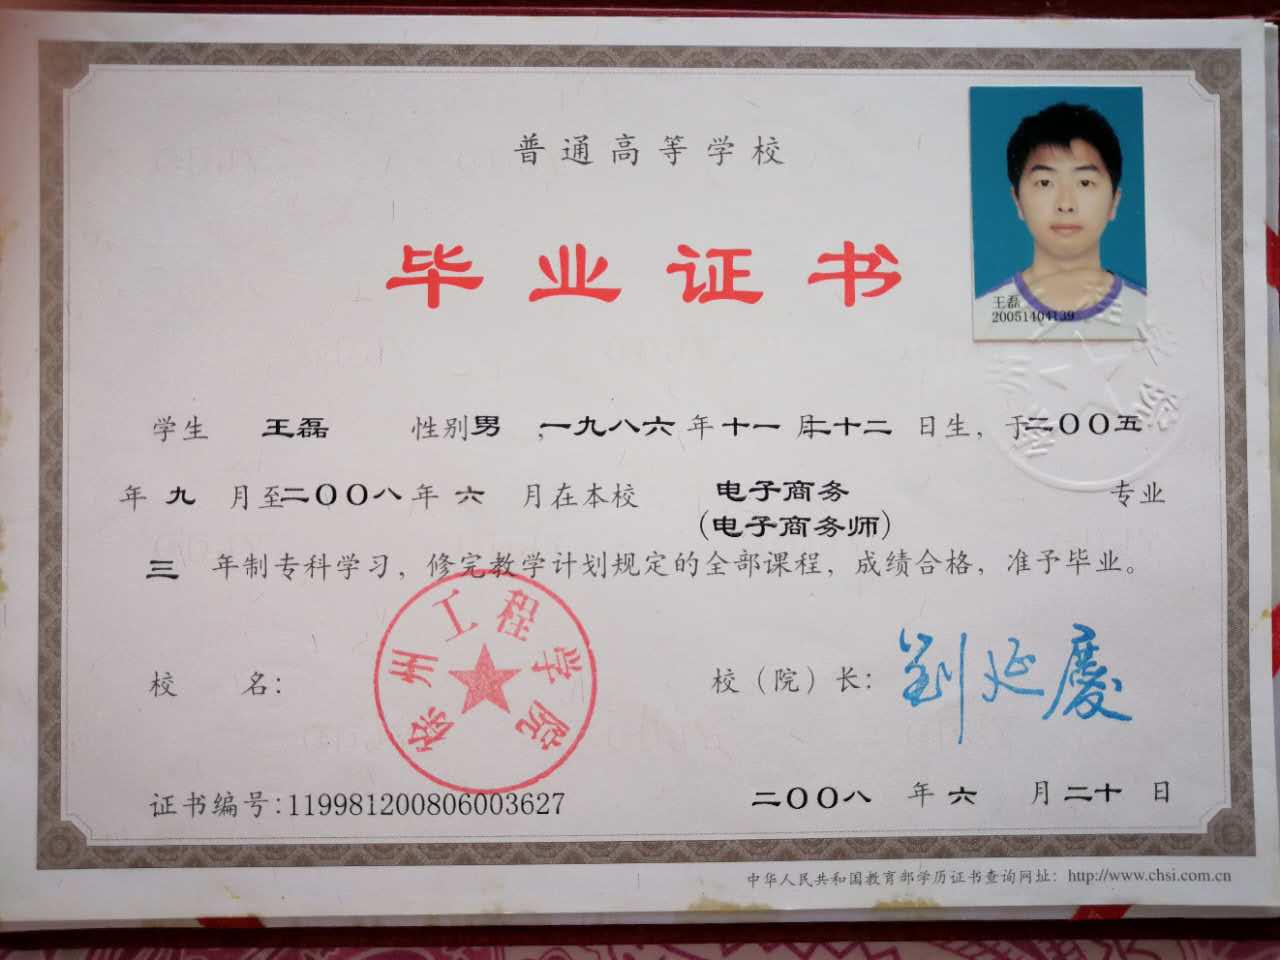 普通高等学校
毕业证书
王磊
20051404139
学生 王磊 性别 男 ,一九八六 年 十一 月 二十二 日生, 于 二〇〇五
年 九 月至 二〇〇八 年 六 月在本校 电子商务 专业
(电子商务师)
三 年制专科学习, 修完教学计划规定的全部课程, 成绩合格, 准予毕业。
徐州工程学院
校 名:
校(院)长: 刘延庆
证书编号:119981200806003627
二〇〇八 年 六 月 二十 日
中华人民共和国教育部学历证书查询网址: http://www.chsi.com.cn